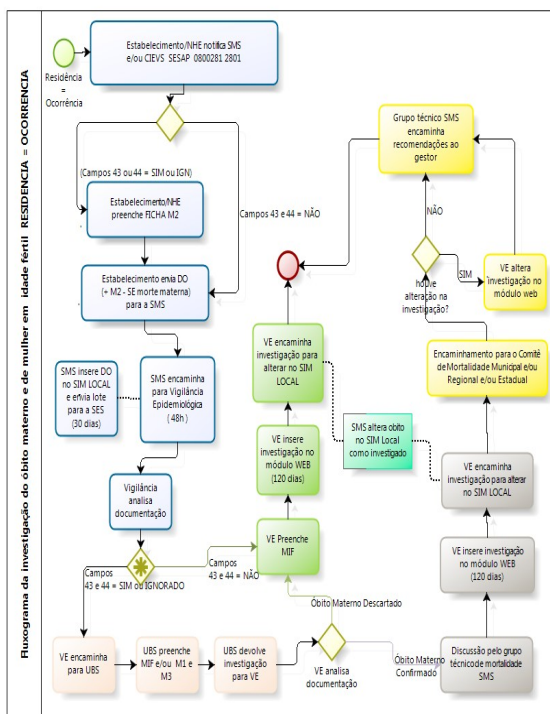 Fluxograma da investigação do óbito materno e de mulher em idade fértil RESIDENCIA = OCORRENCIA
Residência
=
Ocorrência
Estabelecimento/NHE notifica SMS
e/ou CIEVS SESAP 0800281 2801
(Campos 43 ou 44 = SIM ou IGN)
Estabelecimento/NHE
preenche FICHA M2
Campos 43 e 44 = NÃO
Estabelecimento envia DO
(+ M2 - SE morte materna)
para a SMS
SMS insere DO
no SIM LOCAL
e envia lote
para a SES
(30 dias)
SMS encaminha
para Vigilância
Epidemiológica
( 48h )
Vigilância
analisa
documentação
Campos
43 e 44 = SIM ou IGNORADO
Campos
43 e 44 = NÃO
VE encaminha
para UBS
UBS preenche
MIF e/ou M1 e
M3
UBS devolve
investigação
para VE
VE analisa
documentação
Óbito Materno Descartado
Óbito Materno
Confirmado
VE Preenche
MIF
VE insere
investigação no
módulo WEB
(120 dias)
VE encaminha
investigação para
alterar no SIM
LOCAL
SMS altera obito
no SIM Local
como investigado
Discussão pelo grupo
técnico de mortalidade
SMS
VE insere investigação
no módulo WEB
(120 dias)
VE encaminha
investigação para alterar
no SIM LOCAL
Encaminhamento para o Comitê
de Mortalidade Municipal e/ou
Regional e/ou Estadual
houve
alteração na
investigação?
SIM
NÃO
VE altera
investigação no
módulo web
Grupo técnico SMS
encaminha
recomendações ao
gestor